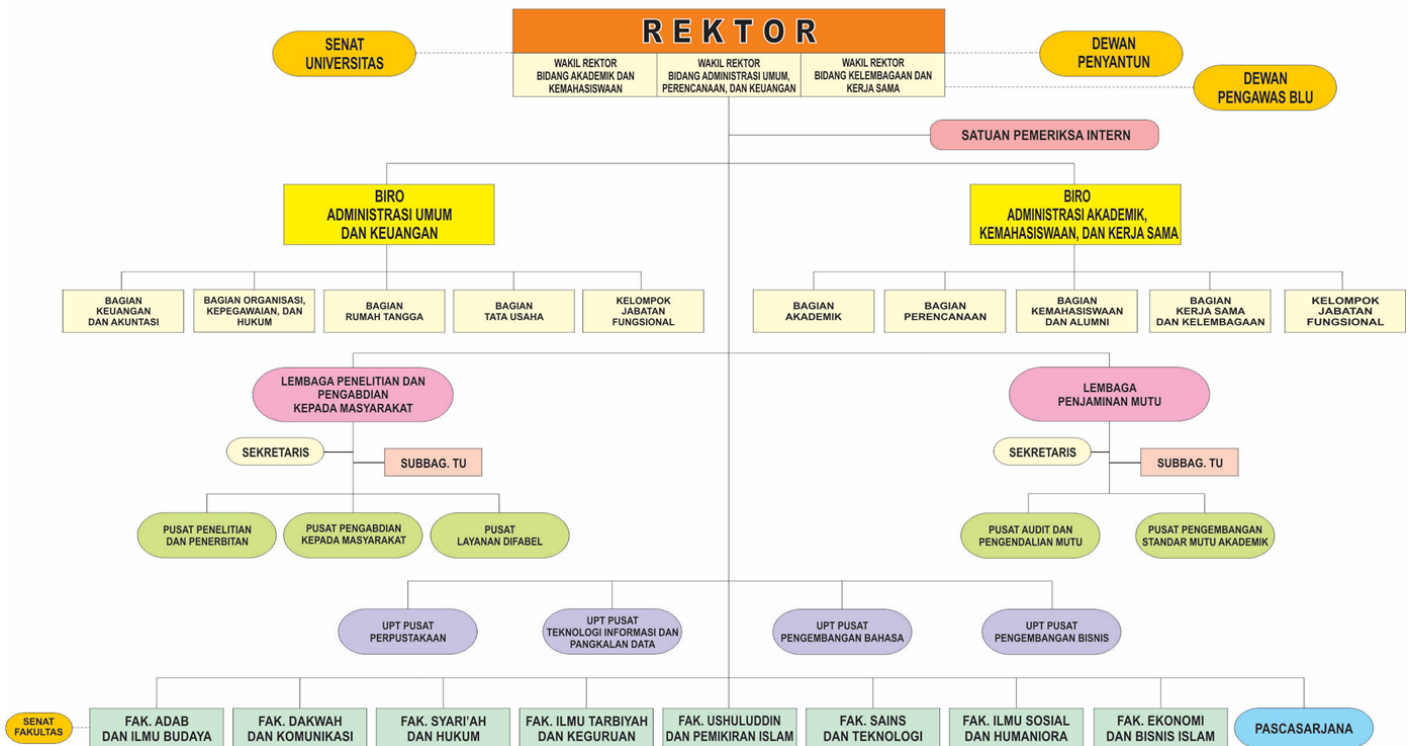 REKTOR
SENAT
UNIVERSITAS
WAKIL REKTOR
BIDANG AKADEMIK DAN
KEMAHASISWAAN
WAKIL REKTOR
BIDANG ADMINISTRASI UMUM,
PERENCANAAN, DAN KEUANGAN
WAKIL REKTOR
BIDANG KELEMBAGAAN DAN
KERJA SAMA
DEWAN
PENYANTUN
DEWAN
PENGAWAS BLU
SATUAN PEMERIKSA INTERN
BIRO
ADMINISTRASI UMUM
DAN KEUANGAN
BIRO
ADMINISTRASI AKADEMIK,
KEMAHASISWAAN, DAN KERJA SAMA
BAGIAN
KEUANGAN
DAN AKUNTASI
BAGIAN ORGANISASI,
KEPEGAWAIAN, DAN
HUKUM
BAGIAN
RUMAH TANGGA
BAGIAN
TATA USAHA
KELOMPOK
JABATAN
FUNGSIONAL
BAGIAN
AKADEMIK
BAGIAN
PERENCANAAN
BAGIAN
KEMAHASISWAAN
DAN ALUMNI
BAGIAN
KERJA SAMA
DAN KELEMBAGAAN
KELOMPOK
JABATAN
FUNGSIONAL
LEMBAGA PENELITIAN DAN
PENGABDIAN
KEPADA MASYARAKAT
LEMBAGA
PENJAMINAN MUTU
SEKRETARIS
SUBBAG. TU
SEKRETARIS
SUBBAG. TU
PUSAT PENELITIAN
DAN PENERBITAN
PUSAT PENGABDIAN
KEPADA MASYARAKAT
PUSAT
LAYANAN DIFABEL
PUSAT AUDIT DAN
PENGENDALIAN MUTU
PUSAT PENGEMBANGAN
STANDAR MUTU AKADEMIK
UPT PUSAT
PERPUSTAKAAN
UPT PUSAT
TEKNOLOGI INFORMASI DAN
PANGKALAN DATA
UPT PUSAT
PENGEMBANGAN BAHASA
UPT PUSAT
PENGEMBANGAN BISNIS
SENAT
FAKULTAS
FAK. ADAB
DAN ILMU BUDAYA
FAK. DAKWAH
DAN KOMUNIKASI
FAK. SYARI'AH
DAN HUKUM
FAK. ILMU TARBIYAH
DAN KEGURUAN
FAK. USHULUDDIN
DAN PEMIKIRAN ISLAM
FAK. SAINS
DAN TEKNOLOGI
FAK. ILMU SOSIAL
DAN HUMANIORA
FAK. EKONOMI
DAN BISNIS ISLAM
PASCASARJANA